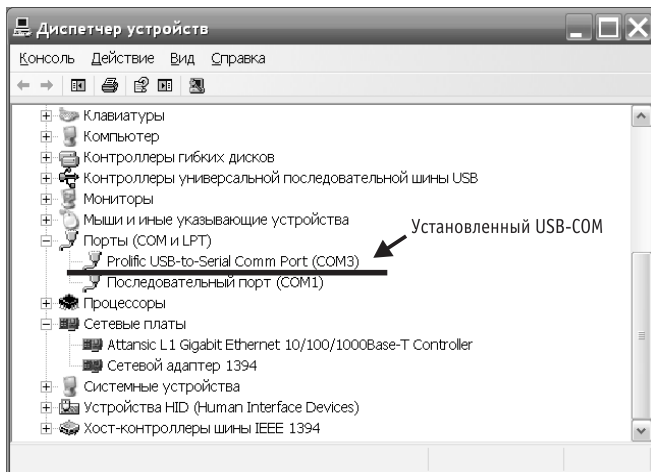 Диспетчер устройств
Консоль Действие Вид Справка
Клавиатуры
Компьютер
Контроллеры гибких дисков
Контроллеры универсальной последовательной шины USB
Мониторы
Мыши и иные указывающие устройства
Установленный USB-COM
Порты (COM и LPT)
Prolific USB-to-Serial Comm Port (COM3)
Последовательный порт (COM1)
Процессоры
Сетевые платы
Attansic L1 Gigabit Ethernet 10/100/1000Base-T Controller
Сетевой адаптер 1394
Системные устройства
Устройства HID (Human Interface Devices)
Хост-контроллеры шины IEEE 1394